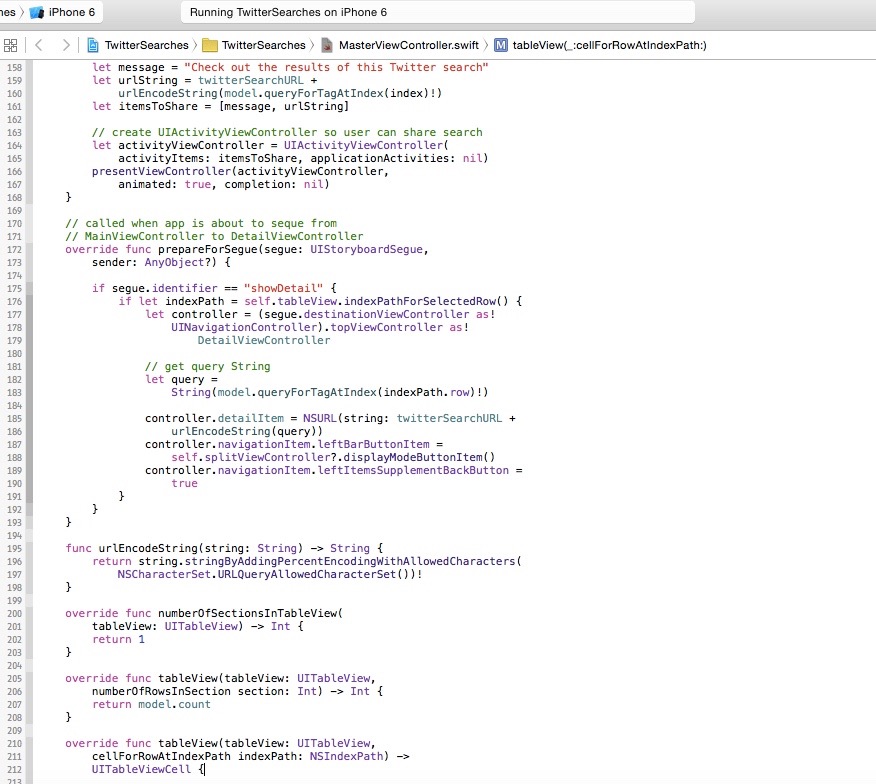 nes 〉 iPhone 6
Running TwitterSearches on iPhone 6
TwitterSearches 〉 TwitterSearches 〉 MasterViewController.swift 〉 M tableView(_:cellForRowAtIndexPath:)
158 let message = "Check out the results of this Twitter search"
159 let urlString = twitterSearchURL +
160 urlEncodeString(model.queryForTagAtIndex(index)!)
161 let itemsToShare = [message, urlString]
162
163 // create UIActivityViewController so user can share search
164 let activityViewController = UIActivityViewController(
165 activityItems: itemsToShare, applicationActivities: nil)
166 presentViewController(activityViewController,
167 animated: true, completion: nil)
168 }
169
170 // called when app is about to seque from
171 // MainViewController to DetailViewController
172 override func prepareForSegue(segue: UIStoryboardSegue,
173 sender: AnyObject?) {
174
175 if segue.identifier == "showDetail" {
176 if let indexPath = self.tableView.indexPathForSelectedRow() {
177 let controller = (segue.destinationViewController as!
178 UINavigationController).topViewController as!
179 DetailViewController
180
181 // get query String
182 let query =
183 String(model.queryForTagAtIndex(indexPath.row)!)
184
185 controller.detailItem = NSURL(string: twitterSearchURL +
186 urlEncodeString(query))
187 controller.navigationItem.leftBarButtonItem =
188 self.splitViewController?.displayModeButtonItem()
189 controller.navigationItem.leftItemsSupplementBackButton =
190 true
191 }
192 }
193 }
194
195 func urlEncodeString(string: String) -> String {
196 return string.stringByAddingPercentEncodingWithAllowedCharacters(
197 NSCharacterSet.URLQueryAllowedCharacterSet())!
198 }
199
200 override func numberOfSectionsInTableView(
201 tableView: UITableView) -> Int {
202 return 1
203 }
204
205 override func tableView(tableView: UITableView,
206 numberOfRowsInSection section: Int) -> Int {
207 return model.count
208 }
209
210 override func tableView(tableView: UITableView,
211 cellForRowAtIndexPath indexPath: NSIndexPath) ->
212 UITableViewCell {
213